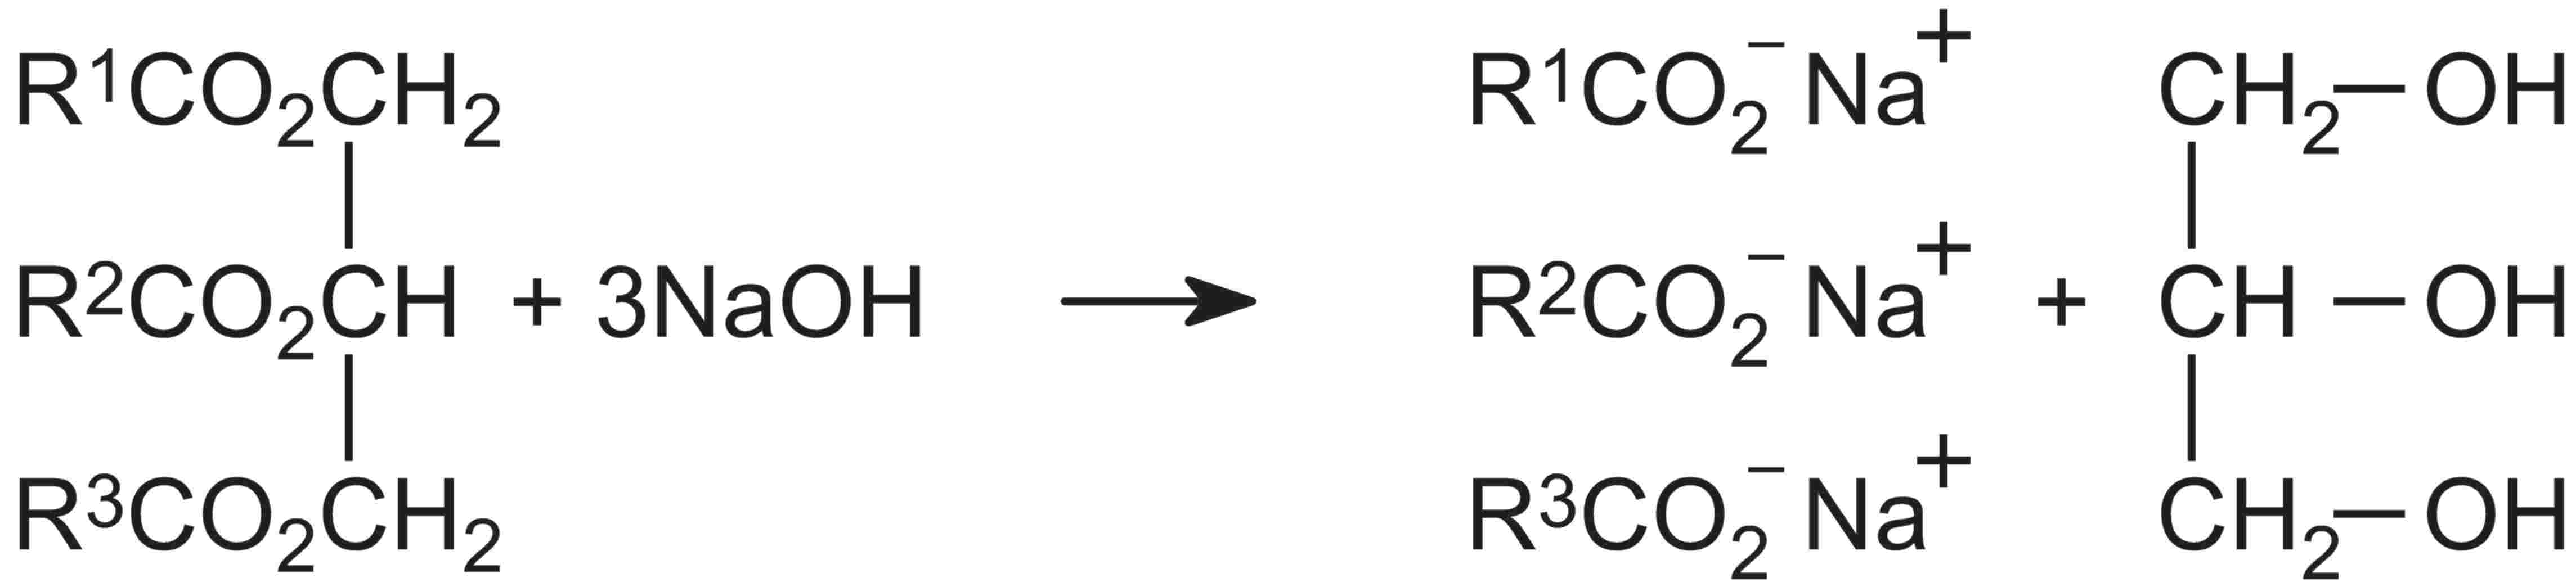 R¹CO₂CH₂ R¹CO₂⁻Na⁺ CH₂—OH
R²CO₂CH + 3NaOH → R²CO₂⁻Na⁺ + CH—OH
R³CO₂CH₂ R³CO₂⁻Na⁺ CH₂—OH